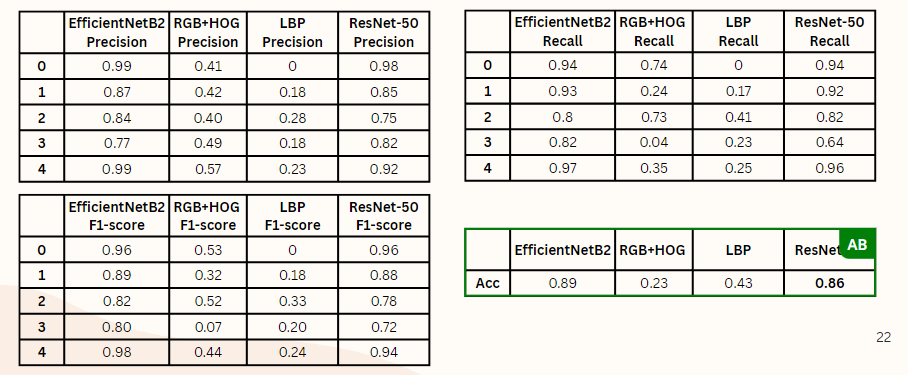 EfficientNetB2 RGB+HOG LBP ResNet-50
Precision Precision Precision Precision
0 0.99 0.41 0 0.98
1 0.87 0.42 0.18 0.85
2 0.84 0.40 0.28 0.75
3 0.77 0.49 0.18 0.82
4 0.99 0.57 0.23 0.92
EfficientNetB2 RGB+HOG LBP ResNet-50
Recall Recall Recall Recall
0 0.94 0.74 0 0.94
1 0.93 0.24 0.17 0.92
2 0.8 0.73 0.41 0.82
3 0.82 0.04 0.23 0.64
4 0.97 0.35 0.25 0.96
EfficientNetB2 RGB+HOG LBP ResNet-50
F1-score F1-score F1-score F1-score
0 0.96 0.53 0 0.96
1 0.89 0.32 0.18 0.88
2 0.82 0.52 0.33 0.78
3 0.80 0.07 0.20 0.72
4 0.98 0.44 0.24 0.94
AB
EfficientNetB2 RGB+HOG LBP ResNet
Acc 0.89 0.23 0.43 0.86
22